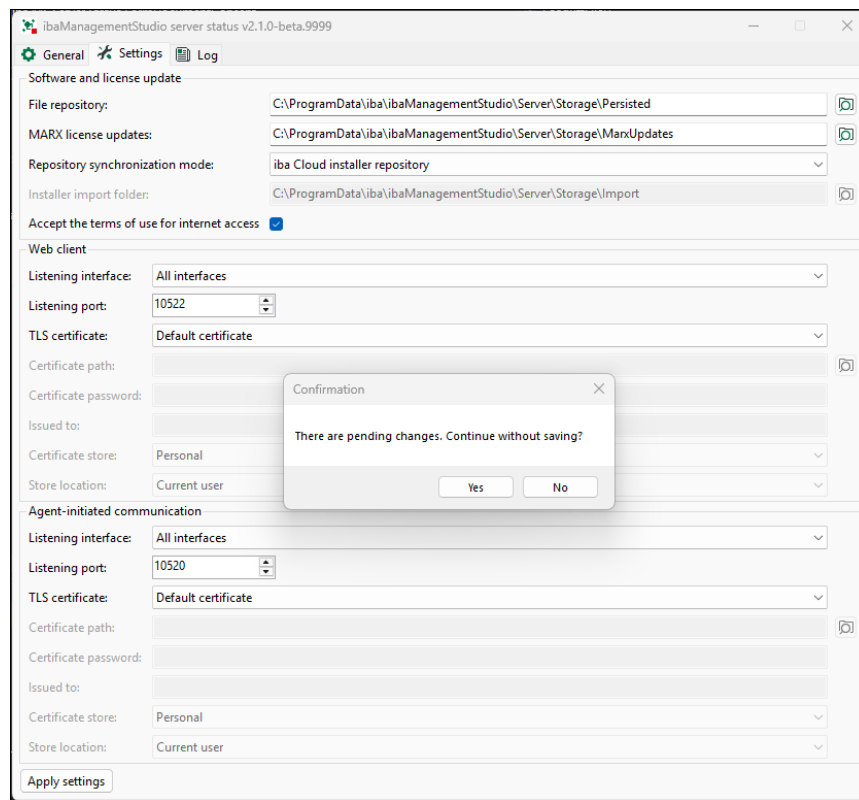 ibaManagementStudio server status v2.1.0-beta.9999
General Settings Log
Software and license update
File repository: C:\ProgramData\iba\ibaManagementStudio\Server\Storage\Persisted
MARX license updates: C:\ProgramData\iba\ibaManagementStudio\Server\Storage\MarxUpdates
Repository synchronization mode: iba Cloud installer repository
Installer import folder: C:\ProgramData\iba\ibaManagementStudio\Server\Storage\Import
Accept the terms of use for internet access
Web client
Listening interface: All interfaces
Listening port: 10522
TLS certificate: Default certificate
Certificate path:
Certificate password:
Issued to:
Certificate store: Personal
Store location: Current user
Confirmation
There are pending changes. Continue without saving?
Yes No
Agent-initiated communication
Listening interface: All interfaces
Listening port: 10520
TLS certificate: Default certificate
Certificate path:
Certificate password:
Issued to:
Certificate store: Personal
Store location: Current user
Apply settings